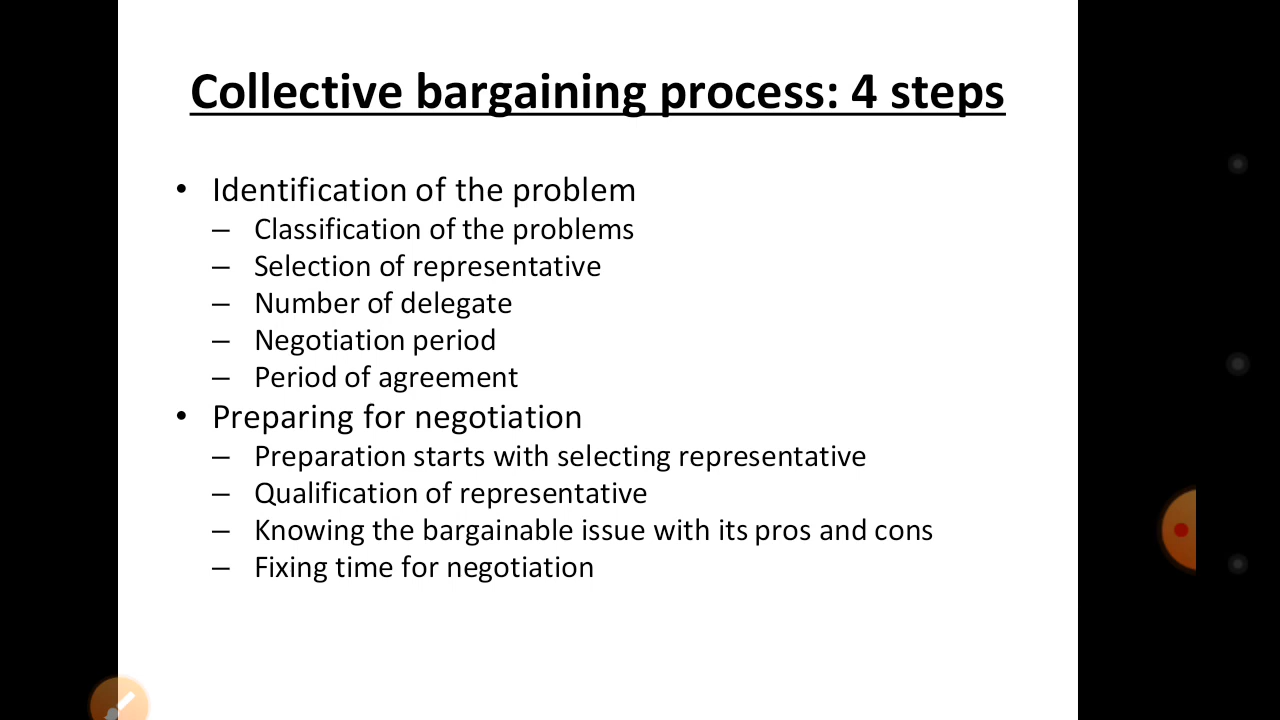 Collective bargaining process: 4 steps
• Identification of the problem
– Classification of the problems
– Selection of representative
– Number of delegate
– Negotiation period
– Period of agreement
• Preparing for negotiation
– Preparation starts with selecting representative
– Qualification of representative
– Knowing the bargainable issue with its pros and cons
– Fixing time for negotiation